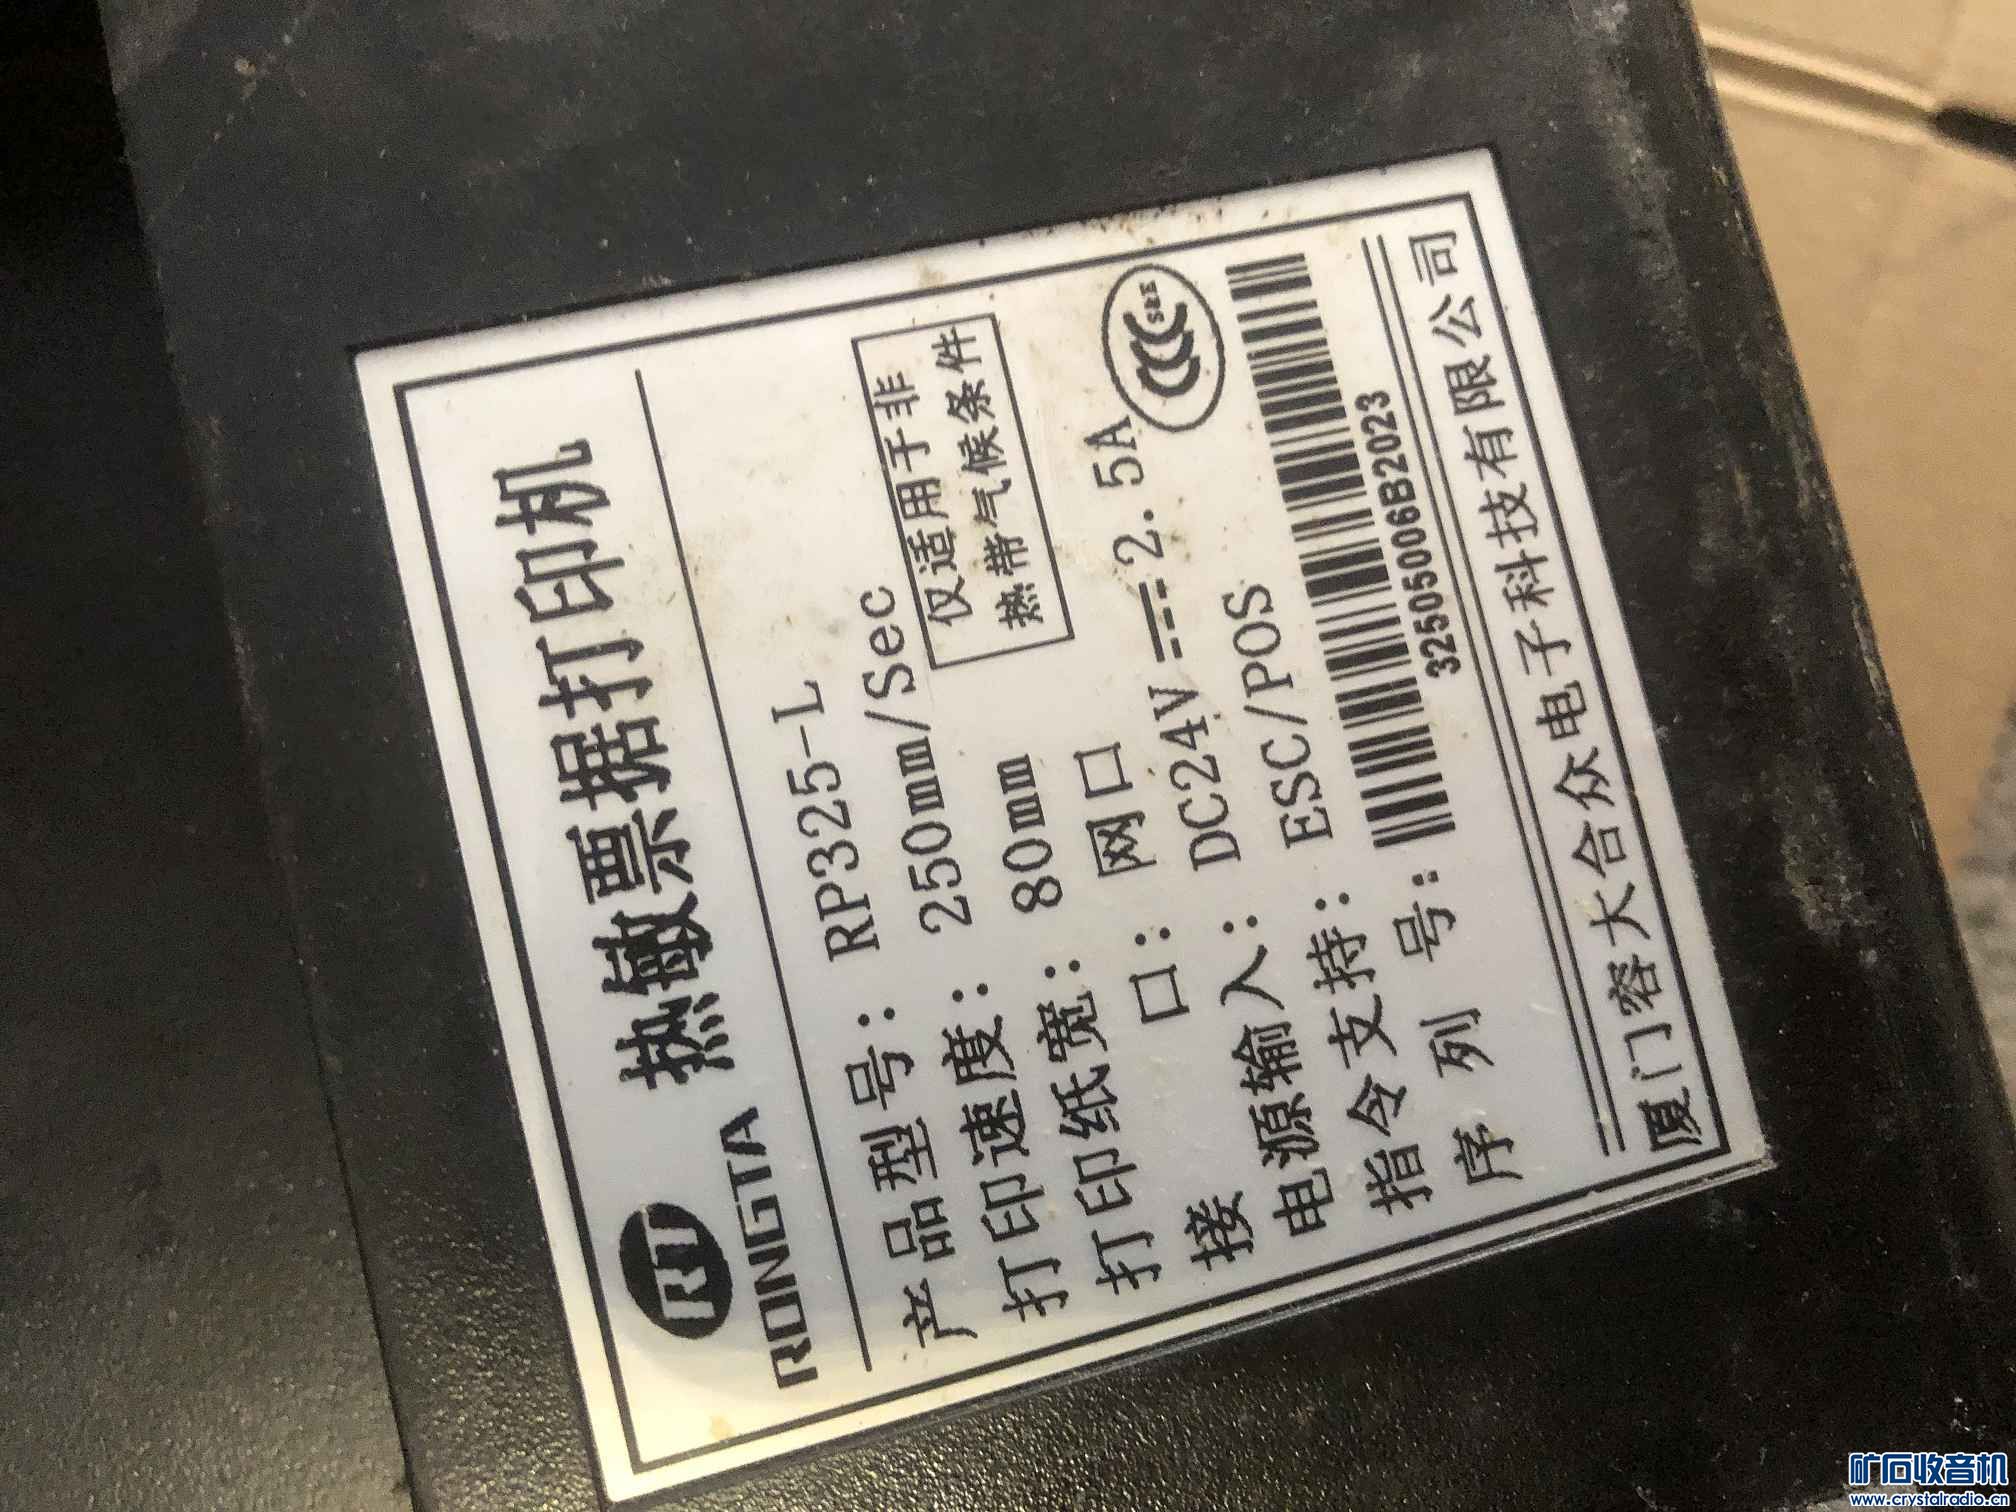 RT
RONGTA
热敏票据打印机
产品型号: RP325-L
打印速度: 250mm/Sec
打印纸宽: 80mm
仅适用于非
热带气候条件
接 口: 网口
电源输入: DC24V 2.5A
指令支持: ESC/POS
CCC
S&E
序 列 号:
32505006B2023
厦门容大合众电子科技有限公司
矿石收音机
www.crystalradio.cn